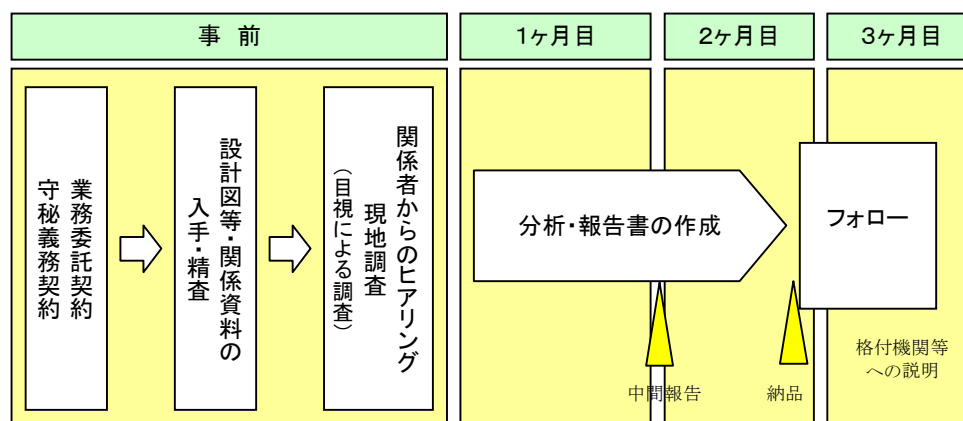 事 前
1ヶ月目
2ヶ月目
3ヶ月目
業務委託契約
守秘義務契約
設計図等・関係資料の
入手・精査
関係者からのヒアリング
現地調査
(目視による調査)
分析・報告書の作成
フォロー
中間報告
納品
格付機関等
への説明